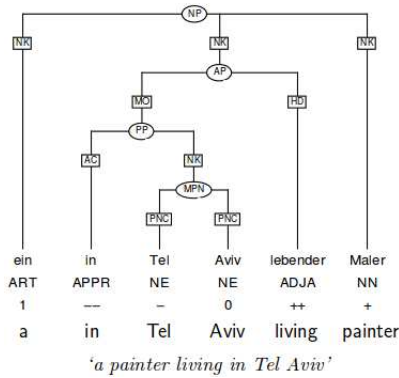 NP
NK NK NK
AP
MO HD
PP
AC NK
MPN
PNC PNC
ein in Tel Aviv lebender Maler
ART APPR NE NE ADJA NN
1 -- - 0 ++ +
a in Tel Aviv living painter
‘a painter living in Tel Aviv’